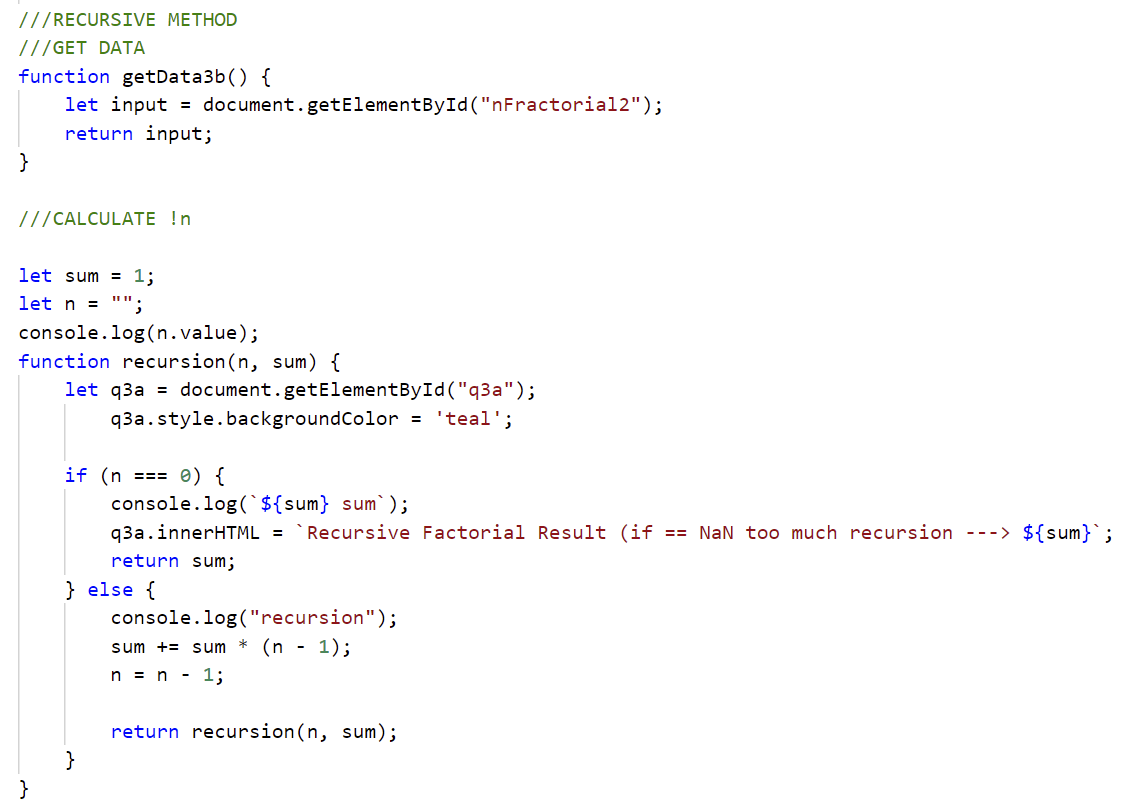 ///RECURSIVE METHOD
///GET DATA
function getData3b() {
    let input = document.getElementById("nFractorial2");
    return input;
}

///CALCULATE !n

let sum = 1;
let n = "";
console.log(n.value);
function recursion(n, sum) {
    let q3a = document.getElementById("q3a");
        q3a.style.backgroundColor = 'teal';

    if (n === 0) {
        console.log(`${sum} sum`);
        q3a.innerHTML = `Recursive Factorial Result (if == NaN too much recursion ---> ${sum}`;
        return sum;
    } else {
        console.log("recursion");
        sum += sum * (n - 1);
        n = n - 1;

        return recursion(n, sum);
    }
}